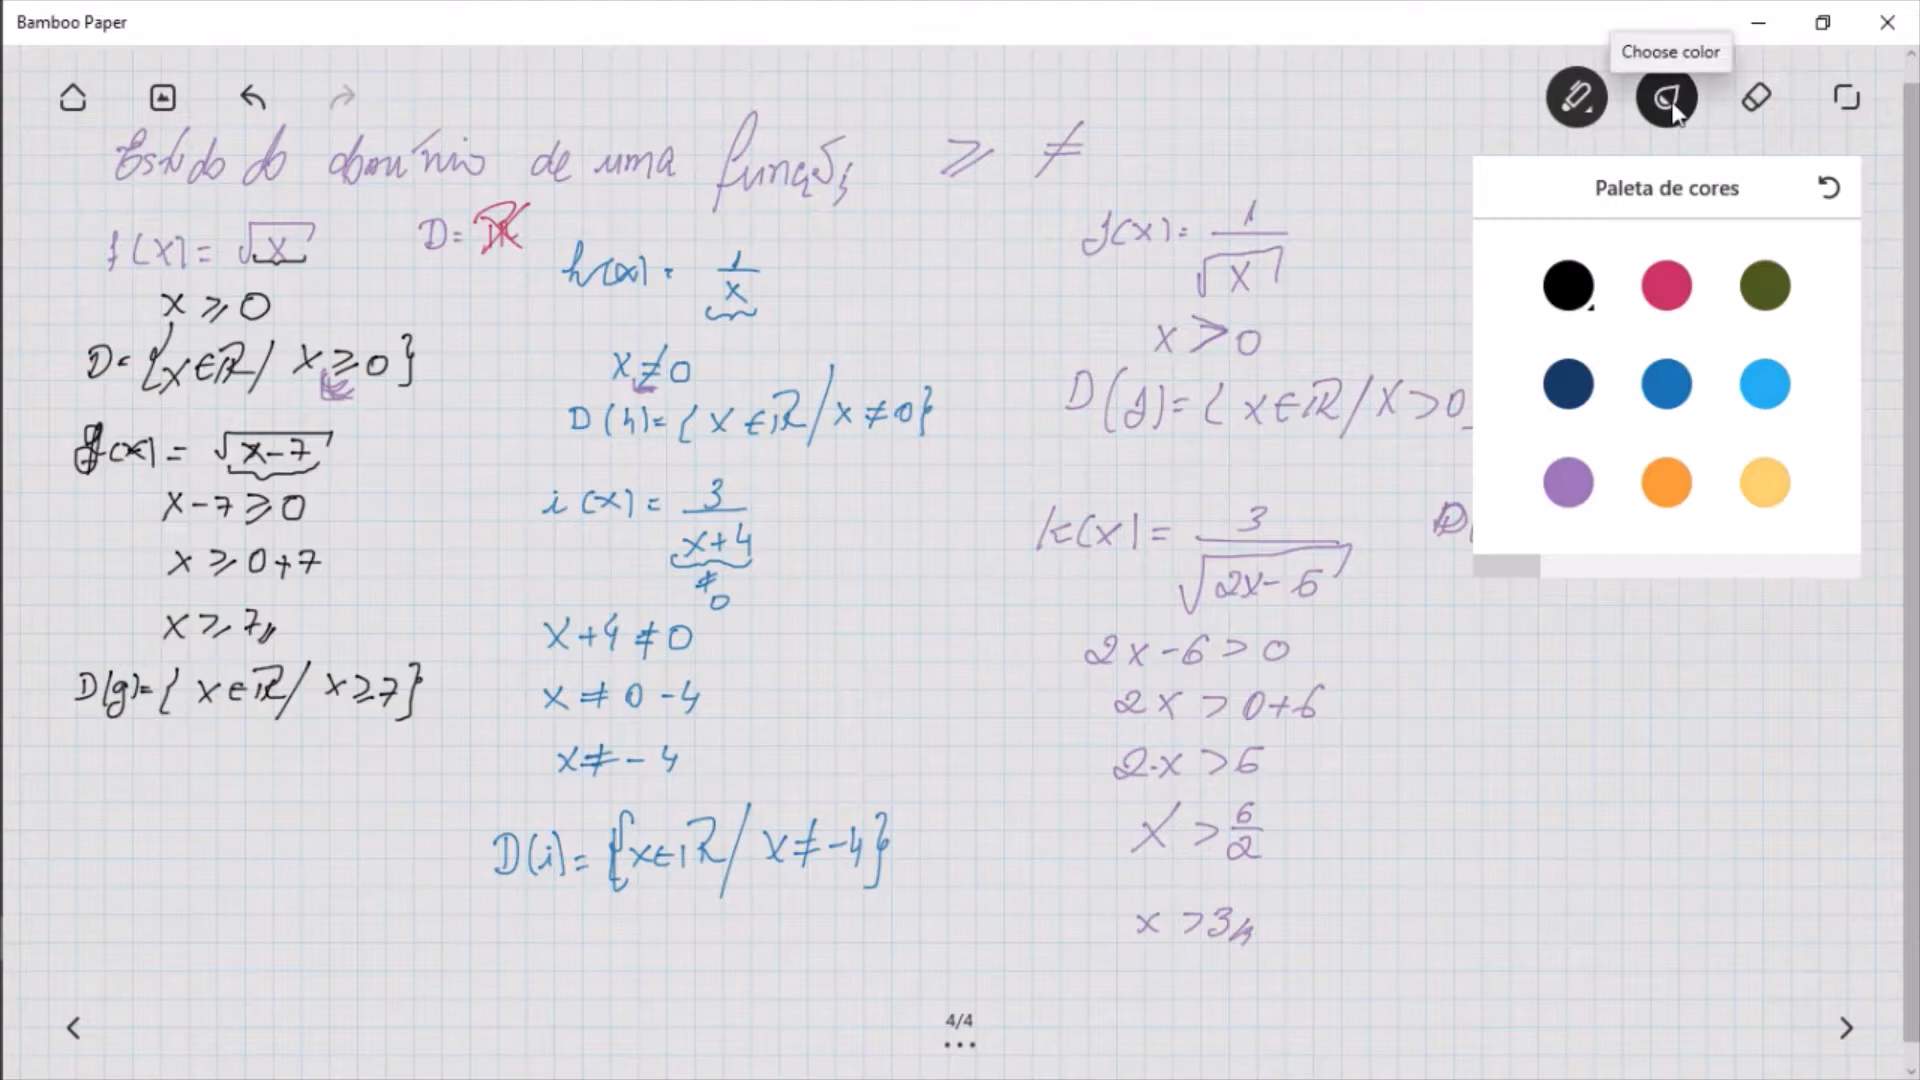 Bamboo Paper
Choose color
Paleta de cores
Estudo do domínio de uma função ≥ ≠
f(x) = √x D = ℝ
x ≥ 0
D = {x ∈ ℝ / x ≥ 0}
g(x) = √x-7
x - 7 ≥ 0
x ≥ 0+7
x ≥ 7
D(g) = { x ∈ ℝ / x ≥ 7}
h(x) = 1/x
x ≠ 0
D(h) = { x ∈ ℝ / x ≠ 0}
i(x) = 3/x+4
≠
0
x+4 ≠ 0
x ≠ 0 -4
x ≠ -4
D(i) = {x ∈ ℝ / x ≠ -4}
j(x) = 1/√x
x > 0
D(j) = { x ∈ ℝ / x > 0
k(x) = 3/√2x-6 D(
2x - 6 > 0
2x > 0+6
2·x > 6
x > 6/2
x > 3
4/4